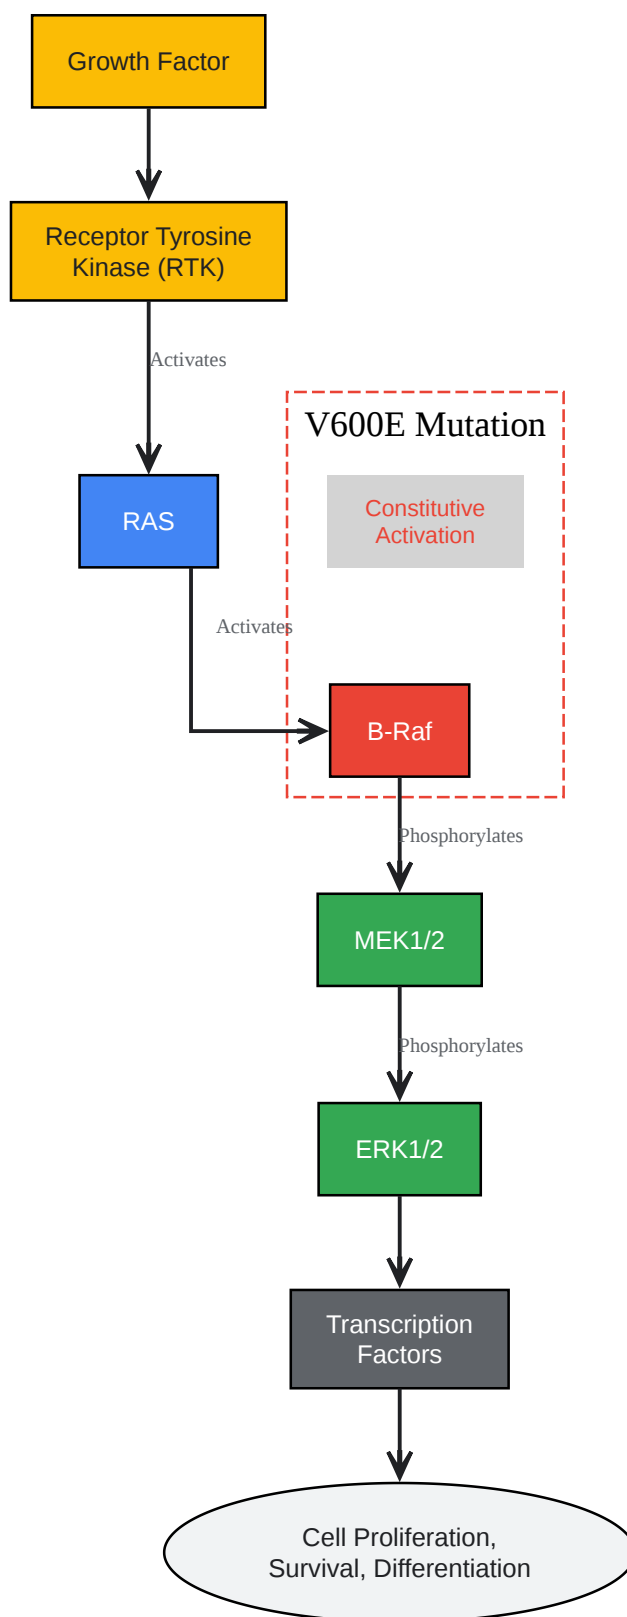 Growth Factor
Receptor Tyrosine
Kinase (RTK)
Activates
V600E Mutation
Constitutive
Activation
RAS
Activates
B-Raf
Phosphorylates
MEK1/2
Phosphorylates
ERK1/2
Transcription
Factors
Cell Proliferation,
Survival, Differentiation